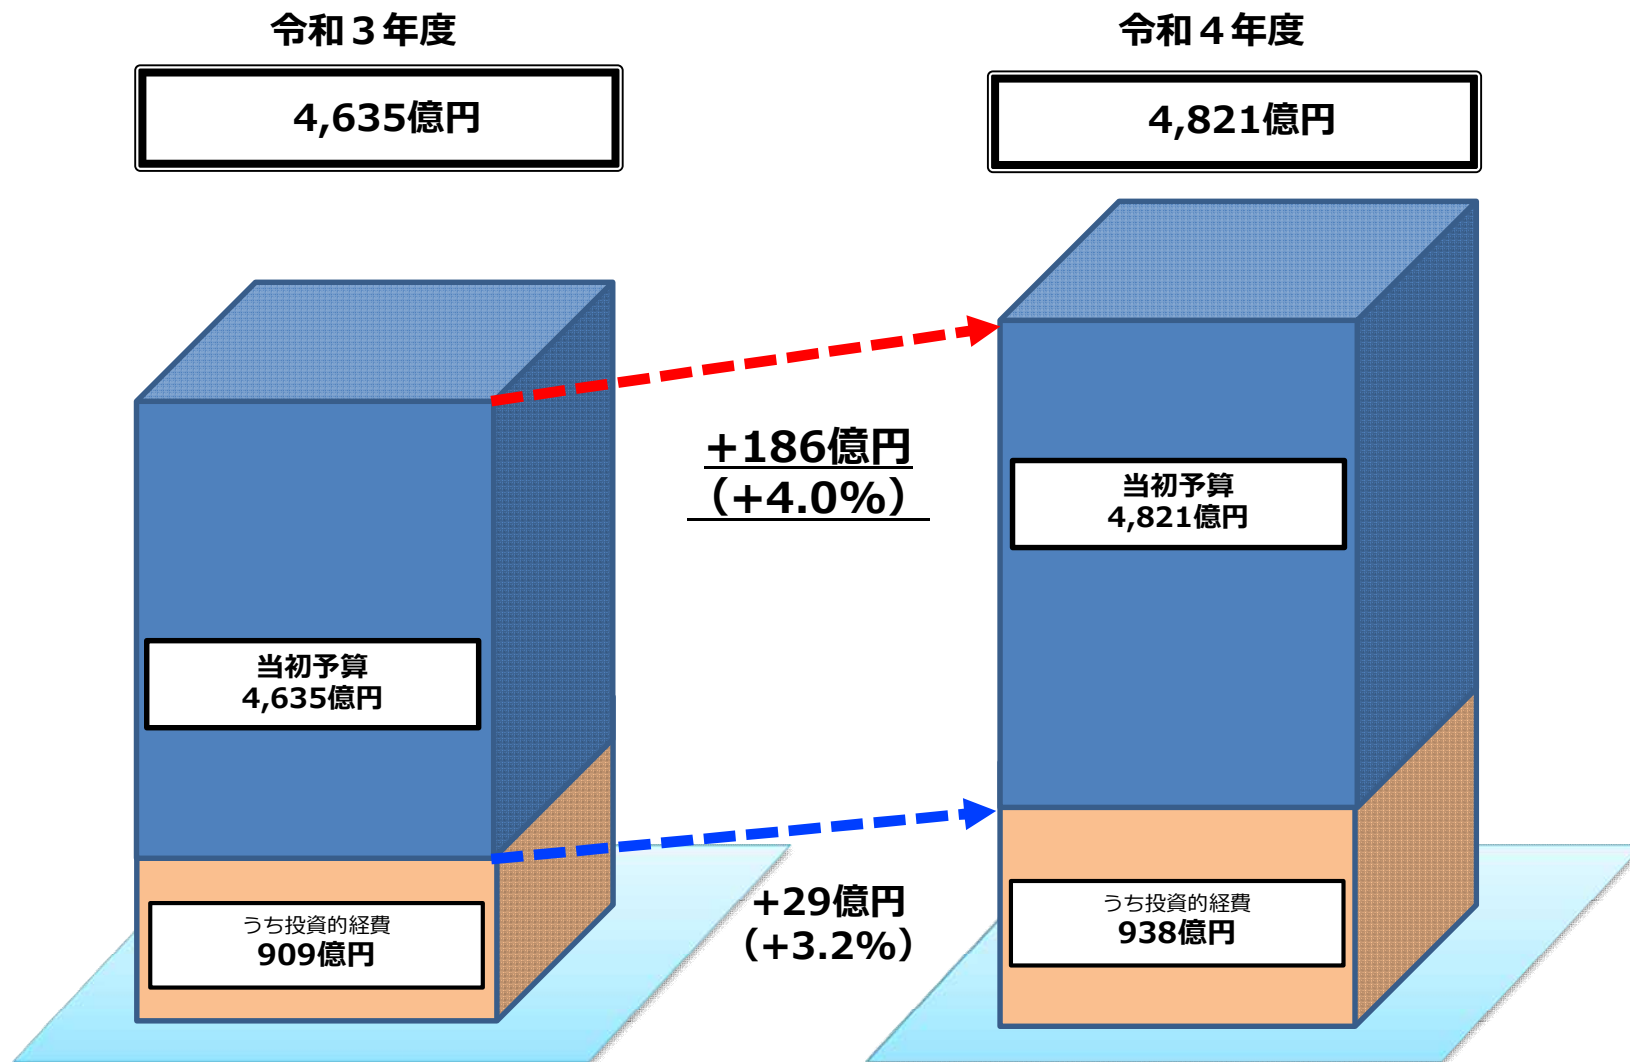 令和３年度
4,635億円
令和４年度
4,821億円
+186億円
（+4.0%）
当初予算
4,821億円
当初予算
4,635億円
+29億円
（+3.2%）
うち投資的経費
909億円
うち投資的経費
938億円